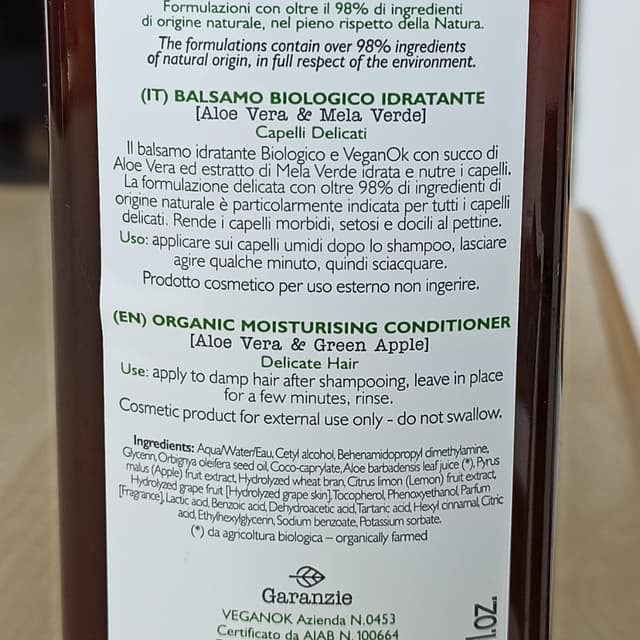 Formulazioni con oltre il 98% di ingredienti
di origine naturale, nel pieno rispetto della Natura.
The formulations contain over 98% ingredients
of natural origin, in full respect of the environment.
(IT) BALSAMO BIOLOGICO IDRATANTE
[Aloe Vera & Mela Verde]
Capelli Delicati
Il balsamo idratante Biologico e VeganOk con succo di
Aloe Vera ed estratto di Mela Verde idrata e nutre i capelli.
La formulazione delicata con oltre 98% di ingredienti di
origine naturale è particolarmente indicata per tutti i capelli
delicati. Rende i capelli morbidi, setosi e docili al pettine.
Uso: applicare sui capelli umidi dopo lo shampoo, lasciare
agire qualche minuto, quindi sciacquare.
Prodotto cosmetico per uso esterno non ingerire.
(EN) ORGANIC MOISTURISING CONDITIONER
[Aloe Vera & Green Apple]
Delicate Hair
Use: apply to damp hair after shampooing, leave in place
for a few minutes, rinse.
Cosmetic product for external use only - do not swallow.
Ingredients: Aqua/Water/Eau, Cetyl alcohol, Behenamidopropyl dimethylamine,
Glycerin, Orbignya oleifera seed oil, Coco-caprylate, Aloe barbadensis leaf juice (*), Pyrus
malus (Apple) fruit extract, Hydrolyzed wheat bran, Citrus limon (Lemon) fruit extract,
Hydrolyzed grape fruit [Hydrolyzed grape skin], Tocopherol, Phenoxyethanol, Parfum
[Fragrance], Lactic acid, Benzoic acid, Dehydroacetic acid, Tartaric acid, Hexyl cinnamal, Citric
acid, Ethylhexylglycerin, Sodium benzoate, Potassium sorbate.
(*) da agricoltura biologica – organically farmed
Garanzie
VEGANOK Azienda N.0453
Certificato da AIAB N. 100664
l.OZ.